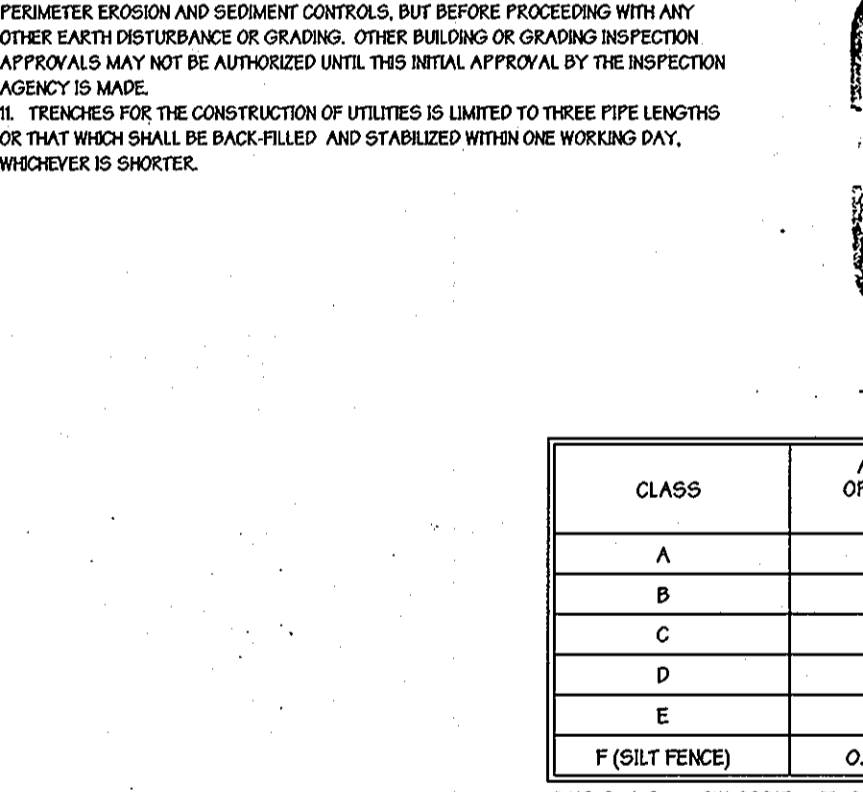 PERIMETER EROSION AND SEDIMENT CONTROLS, BUT BEFORE PROCEEDING WITH ANY
OTHER EARTH DISTURBANCE OR GRADING. OTHER BUILDING OR GRADING INSPECTION
APPROVALS MAY NOT BE AUTHORIZED UNTIL THIS INITIAL APPROVAL BY THE INSPECTION
AGENCY IS MADE.
11. TRENCHES FOR THE CONSTRUCTION OF UTILITIES IS LIMITED TO THREE PIPE LENGTHS
OR THAT WHICH SHALL BE BACK-FILLED AND STABILIZED WITHIN ONE WORKING DAY,
WHICHEVER IS SHORTER.
CLASS
A
B
C
D
E
F (SILT FENCE) 0.